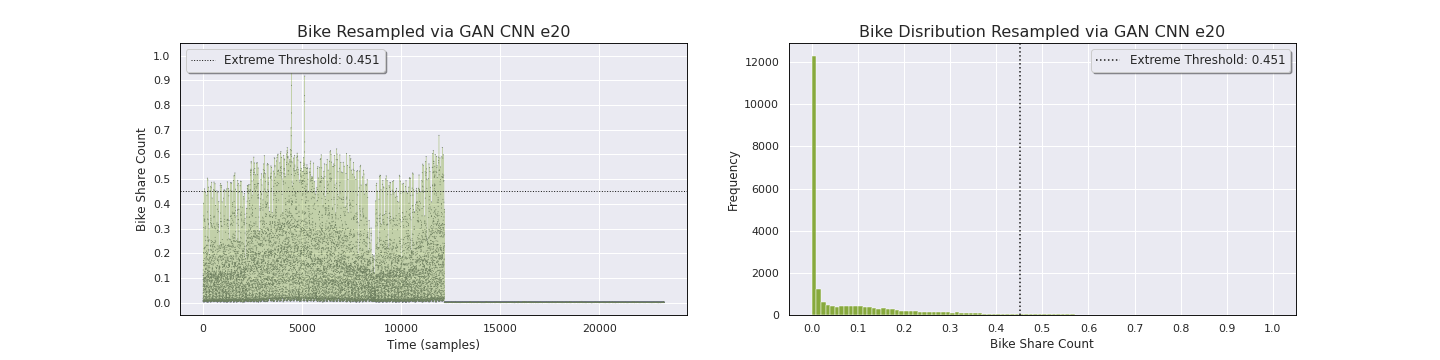 Bike Resampled via GAN CNN e20
Extreme Threshold: 0.451
1.0
0.9
0.8
0.7
0.6
0.5
0.4
0.3
0.2
0.1
0.0
Bike Share Count
0 5000 10000 15000 20000
Time (samples)
Bike Disribution Resampled via GAN CNN e20
Extreme Threshold: 0.451
12000
10000
8000
6000
4000
2000
0
Frequency
0.0 0.1 0.2 0.3 0.4 0.5 0.6 0.7 0.8 0.9 1.0
Bike Share Count